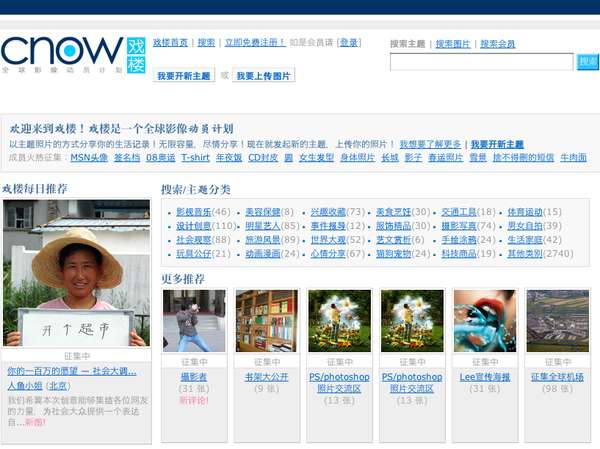 cnow 戏楼
全球影像动员计划
戏楼首页 | 搜索 | 立即免费注册！ 如是会员请 [登录]
我要开新主题 或 我要上传图片
搜索主题 | 搜索图片 | 搜索会员
搜索
欢迎来到戏楼！戏楼是一个全球影像动员计划
以主题照片的方式分享你的生活记录！无限容量，尽情分享！现在就发起新的主题，上传你的照片！ 我想要了解更多 | 我要开新主题
成员火热征集： MSN头像 签名档 08奥运 T-shirt 年夜饭 CD封皮 圆 女生发型 身体照片 长城 影子 春运照片 雪景 捨不得刪的短信 牛肉面
戏楼每日推荐
开个超市
征集中
你的一百万的愿望 — 社会大调...
人鱼小姐 (北京)
我们希冀本次创意能够集结各位网友的力量，为社会大众提供一个表达自...新图!
搜索/主题分类
影视音乐(46) 美容保健(8) 兴趣收藏(73) 美食烹饪(30) 交通工具(18) 体育运动(15)
设计创意(110) 明星艺人(85) 事件报导(12) 服饰精品(30) 摄影写真(74) 男女自拍(39)
社会观察(88) 旅游风景(89) 世界大观(52) 艺文赏析(6) 手绘涂鸦(24) 生活家庭(42)
玩具公仔(21) 动画漫画(24) 心情分享(67) 猫狗宠物(24) 科技商品(19) 其他类别(2740)
更多推荐
征集中 征集中 征集中 征集中 征集中 征集中
攝影者
(31 张)
新评论!
书架大公开
(9 张)
PS/photoshop
照片交流区
(13 张)
PS/photoshop
照片交流区
(13 张)
Lee宣传海报
(31 张)
征集全球机场
(98 张)